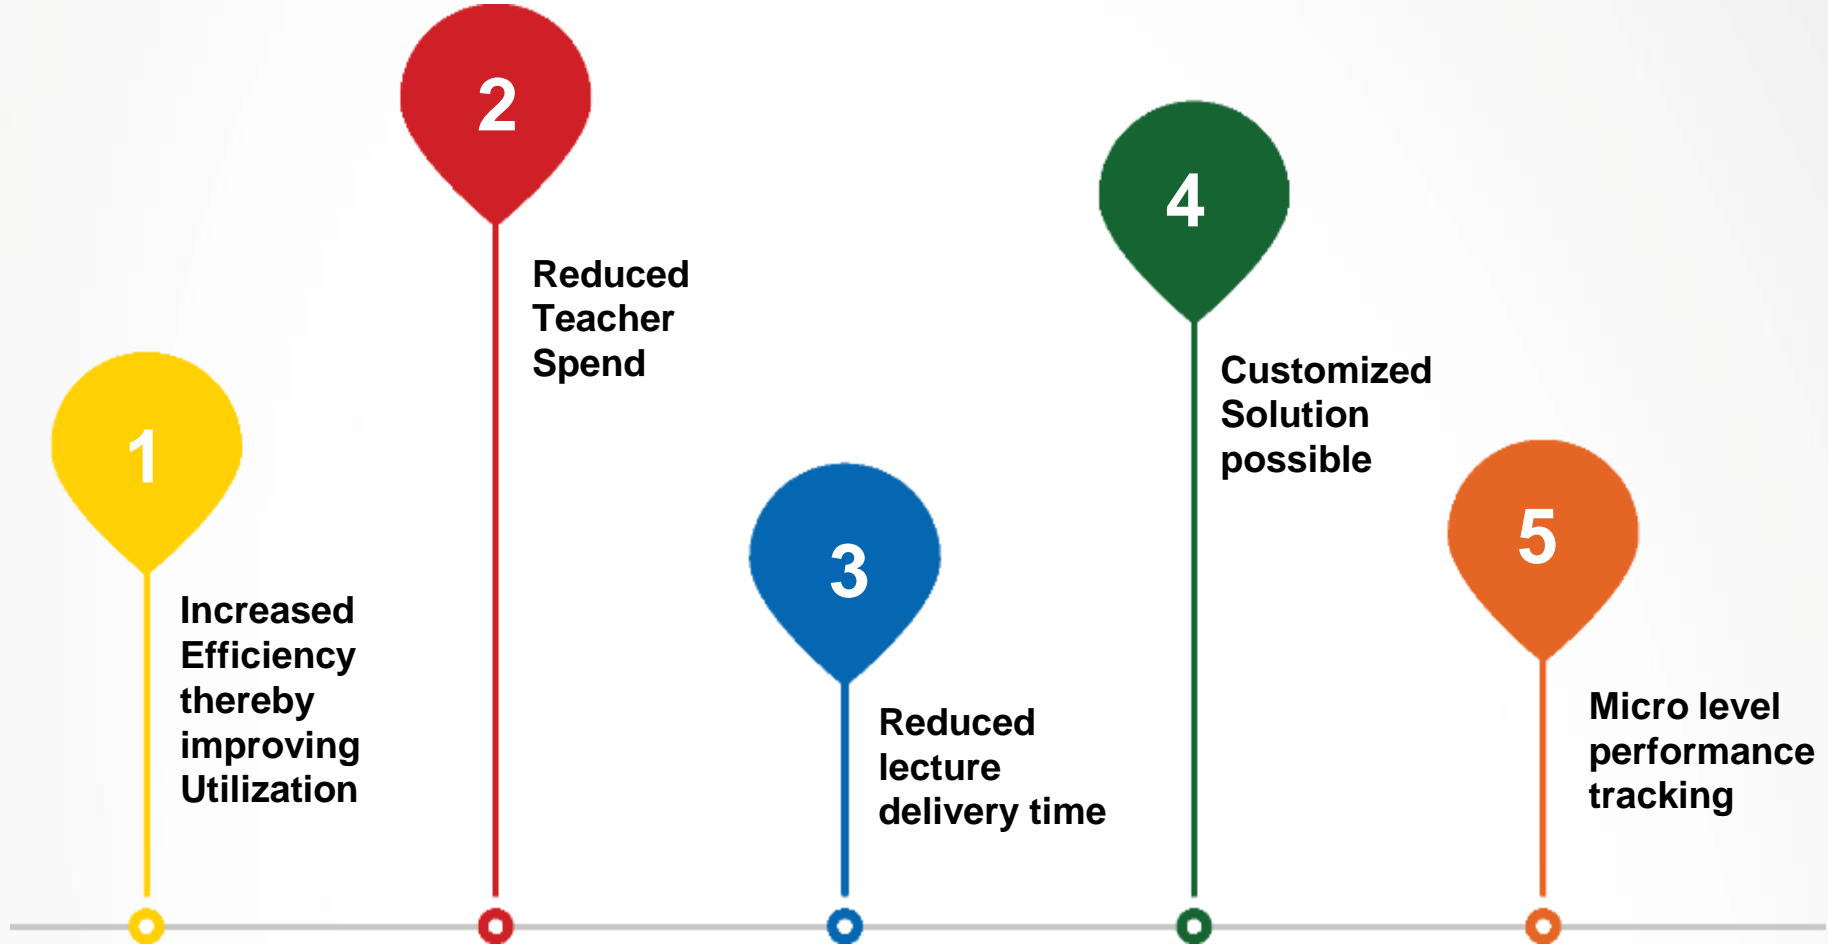 1
Increased
Efficiency
thereby
improving
Utilization
2
Reduced
Teacher
Spend
3
Reduced
lecture
delivery time
4
Customized
Solution
possible
5
Micro level
performance
tracking